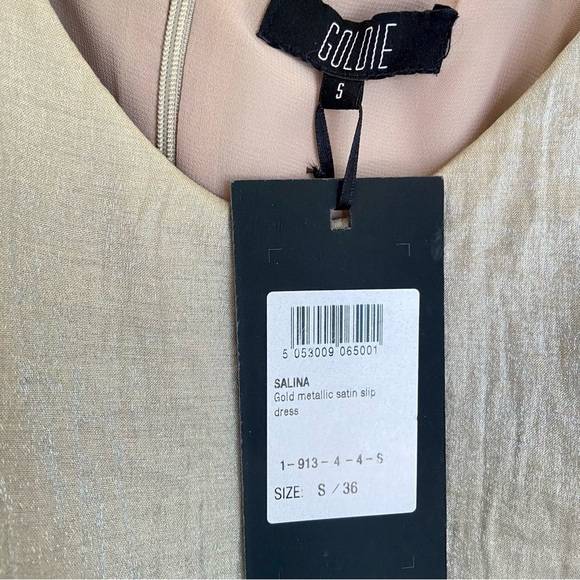 GOLDIE
S
5 053009 065001
SALINA
Gold metallic satin slip
dress
1-913-4-4-S
SIZE: S / 36